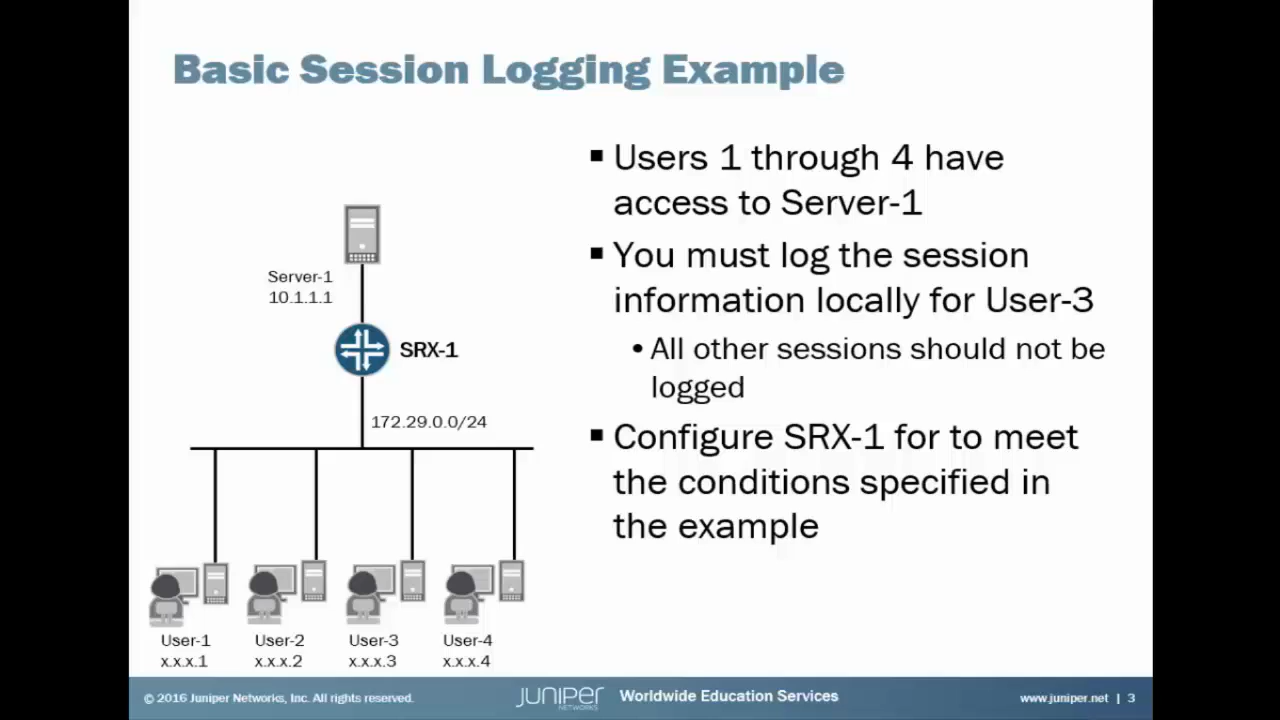 Basic Session Logging Example
Server-1
10.1.1.1
SRX-1
172.29.0.0/24
User-1
x.x.x.1
User-2
x.x.x.2
User-3
x.x.x.3
User-4
x.x.x.4
▪ Users 1 through 4 have
access to Server-1
▪ You must log the session
information locally for User-3
• All other sessions should not be
logged
▪ Configure SRX-1 for to meet
the conditions specified in
the example
© 2016 Juniper Networks, Inc. All rights reserved.
JUNIPER
NETWORKS
Worldwide Education Services
www.juniper.net | 3